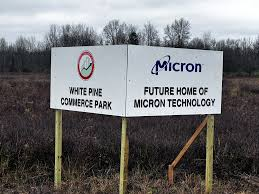 WHITE PINE
COMMERCE PARK
Micron
FUTURE HOME OF
MICRON TECHNOLOGY